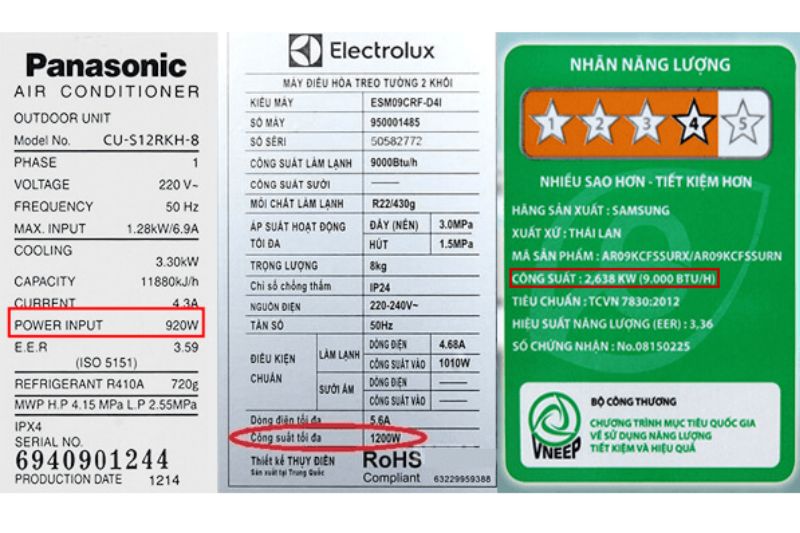 Panasonic
AIR CONDITIONER
OUTDOOR UNIT
Model No. CU-S12RKH-8
PHASE 1
VOLTAGE 220 V~
FREQUENCY 50 Hz
MAX. INPUT 1.28kW/6.9A
COOLING
3.30kW
CAPACITY 11880kJ/h
CURRENT 4.3A
POWER INPUT 920W
E.E.R 3.59
(ISO 5151)
REFRIGERANT R410A 720g
MWP H.P 4.15 MPa L.P 2.55MPa
IPX4
SERIAL NO.
6940901244
PRODUCTION DATE 1214
Electrolux
MÁY ĐIỀU HÒA TREO TƯỜNG 2 KHỐI
KIỂU MÁY ESM09CRF-D4I
SỐ MÁY 950001485
SỐ SÊRI 50582772
CÔNG SUẤT LÀM LẠNH 9000Btu/h
CÔNG SUẤT SƯỞI ——
MÔI CHẤT LÀM LẠNH R22/430g
ÁP SUẤT HOẠT ĐỘNG TỐI ĐA ĐẨY (NÉN) 3.0MPa
HÚT 1.5MPa
TRỌNG LƯỢNG 8kg
Chỉ số chống thấm IP24
NGUỒN ĐIỆN 220-240V~
TẦN SỐ 50Hz
ĐIỀU KIỆN CHUẨN LÀM LẠNH DÒNG ĐIỆN 4.68A
CÔNG SUẤT VÀO 1010W
SƯỞI ÁM DÒNG ĐIỆN ——
CÔNG SUẤT VÀO ——
Dòng điện tối đa 5.6A
Công suất tối đa 1200W
Thiết kế THỤY ĐIỂN
Sản xuất tại Trung Quốc
RoHS
Compliant 63229959388
NHÃN NĂNG LƯỢNG
1 2 3 4 5
NHIỀU SAO HƠN - TIẾT KIỆM HƠN
HÃNG SẢN XUẤT : SAMSUNG
XUẤT XỨ : THÁI LAN
MÃ SẢN PHẨM : AR09KCFSSURX/AR09KCFSSURN
CÔNG SUẤT : 2,638 KW (9.000 BTU/H)
TIÊU CHUẨN : TCVN 7830:2012
HIỆU SUẤT NĂNG LƯỢNG (EER) : 3,36
SỐ CHỨNG NHẬN : No.08150225
VNEEP
BỘ CÔNG THƯƠNG
CHƯƠNG TRÌNH MỤC TIÊU QUỐC GIA
VỀ SỬ DỤNG NĂNG LƯỢNG
TIẾT KIỆM VÀ HIỆU QUẢ